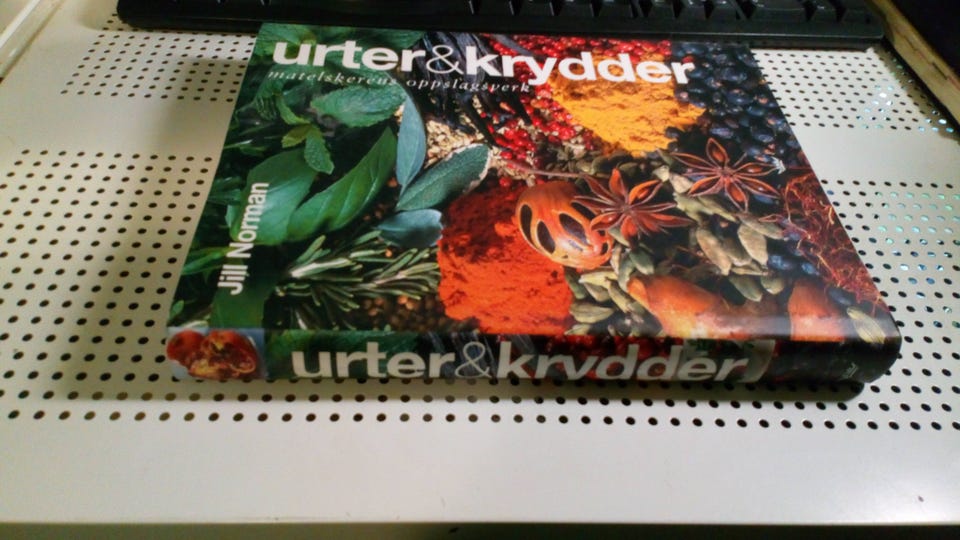 urter&krydder
matelskerens oppslagsverk
Jill Norman
urter&krydder